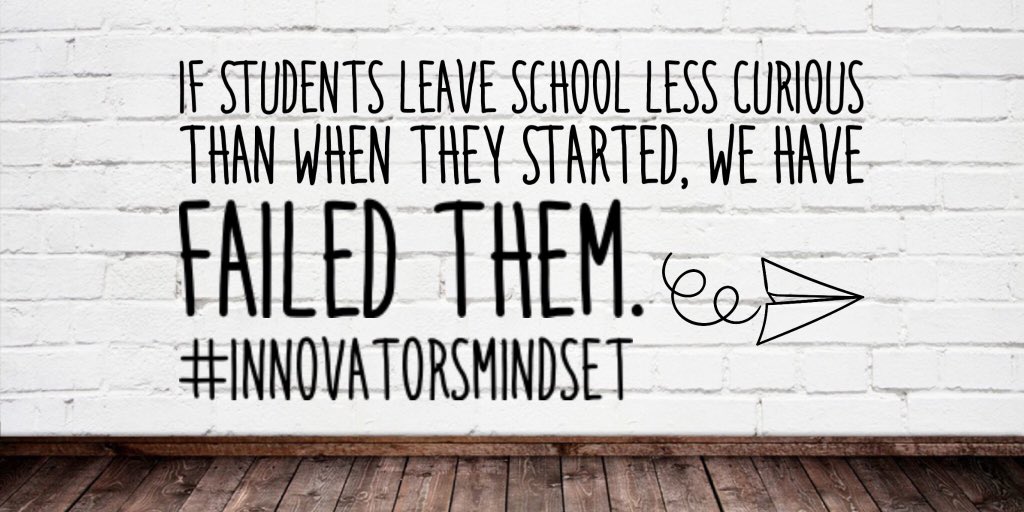 IF STUDENTS LEAVE SCHOOL LESS CURIOUS
THAN WHEN THEY STARTED, WE HAVE
FAILED THEM.
#INNOVATORSMINDSET